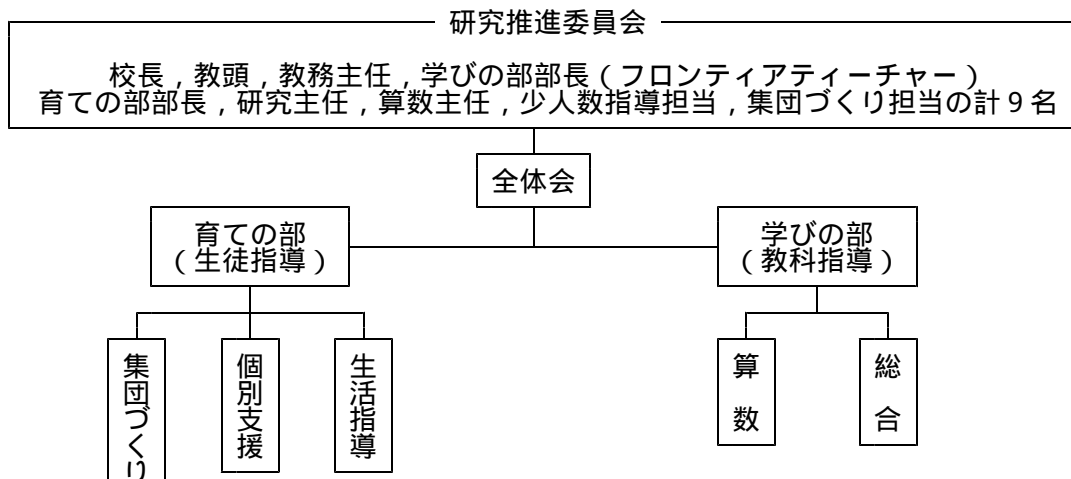 研究推進委員会
校長，教頭，教務主任，学びの部部長（フロンティアティーチャー）
育ての部部長，研究主任，算数主任，少人数指導担当，集団づくり担当の計９名
全体会
育ての部
（生徒指導）
学びの部
（教科指導）
集団づくり
個別支援
生活指導
算数
総合